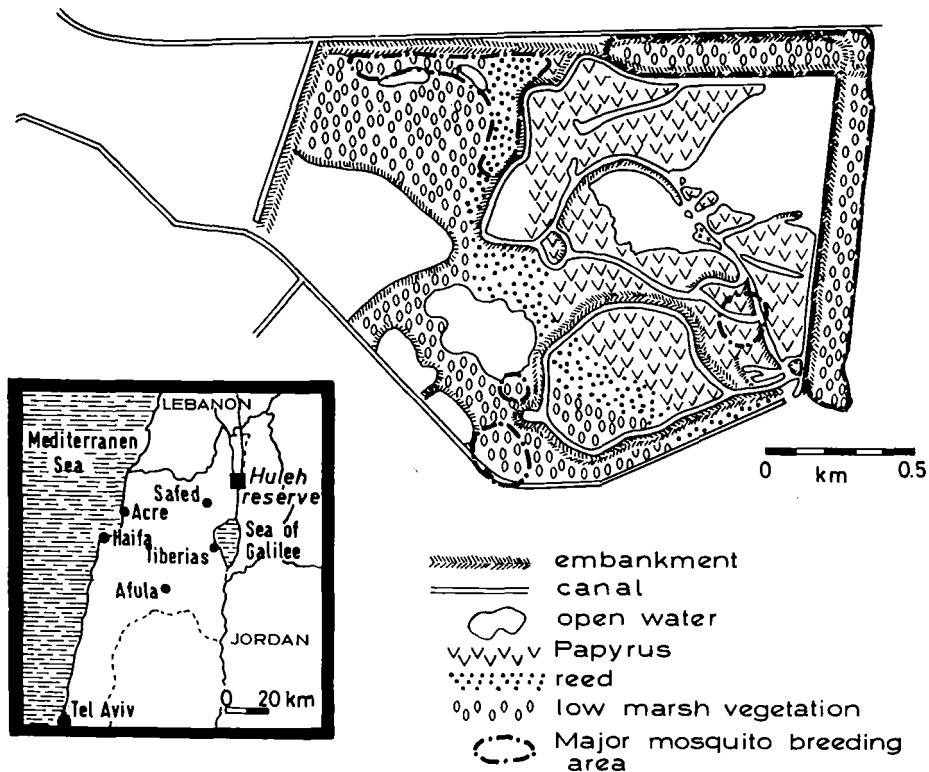 0 0.5
km
LEBANON
Mediterranen
Sea
Huleh
reserve
Safed
Acre
Haifa
Tiberias
Sea of
Galilee
Afula
JORDAN
0 20 km
Tel Aviv
embankment
canal
open water
Papyrus
reed
low marsh vegetation
Major mosquito breeding
area